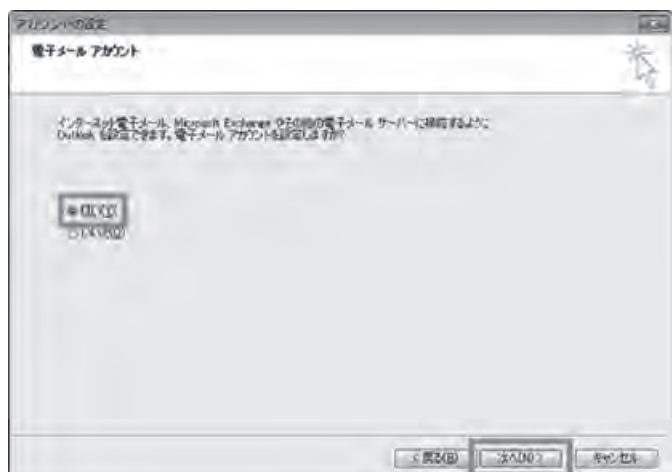 アカウントの設定
電子メール アカウント
インターネット電子メール、Microsoft Exchange やその他の電子メール サーバーに接続するように
Outlook を設定できます。電子メール アカウントを設定しますか?
はい(Y)
いいえ(O)
< 戻る(B) 次へ(N) > キャンセル